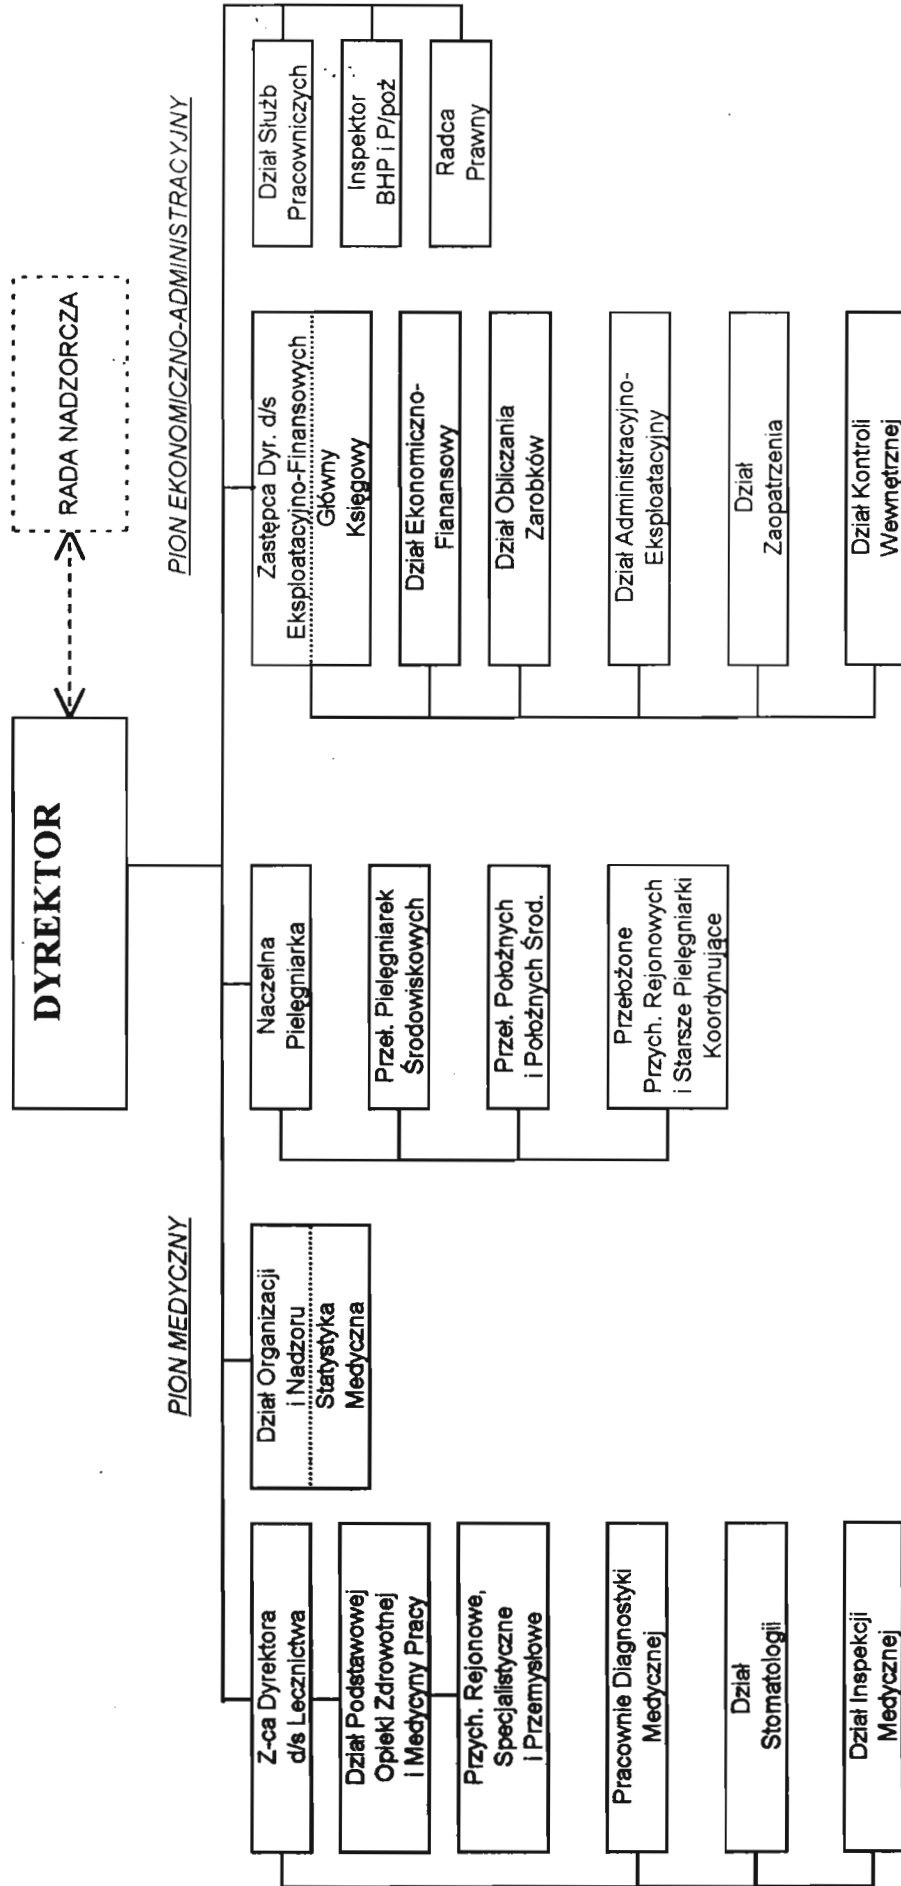 DYREKTOR
RADA NADZORCZA
PION MEDYCZNY
PION EKONOMICZNO-ADMINISTRACYJNY
Z-ca Dyrektora
d/s Lecznictwa
Dział Podstawowej
Opieki Zdrowotnej
i Medycyny Pracy
Przych. Rejonowe,
Specjalistyczne
i Przemysłowe
Pracownie Diagnostyki
Medycznej
Dział
Stomatologii
Dział Inspekcji
Medycznej
Dział Organizacji
i Nadzoru
Statystyka
Medyczna
Naczelna
Pielęgniarka
Przeł. Pielęgniarek
Środowiskowych
Przeł. Położnych
i Położnych Środ.
Przełożone
Przych. Rejonowych
i Starsze Pielęgniarki
Koordynujące
Zastępca Dyr. d/s
Eksploatacyjno-Finansowych
Główny
Księgowy
Dział Ekonomiczno-
Fianansowy
Dział Obliczania
Zarobków
Dział Administracyjno-
Eksploatacyjny
Dział
Zaopatrzenia
Dział Kontroli
Wewnętrznej
Dział Służb
Pracowniczych
Inspektor
BHP i P/poż
Radca
Prawny